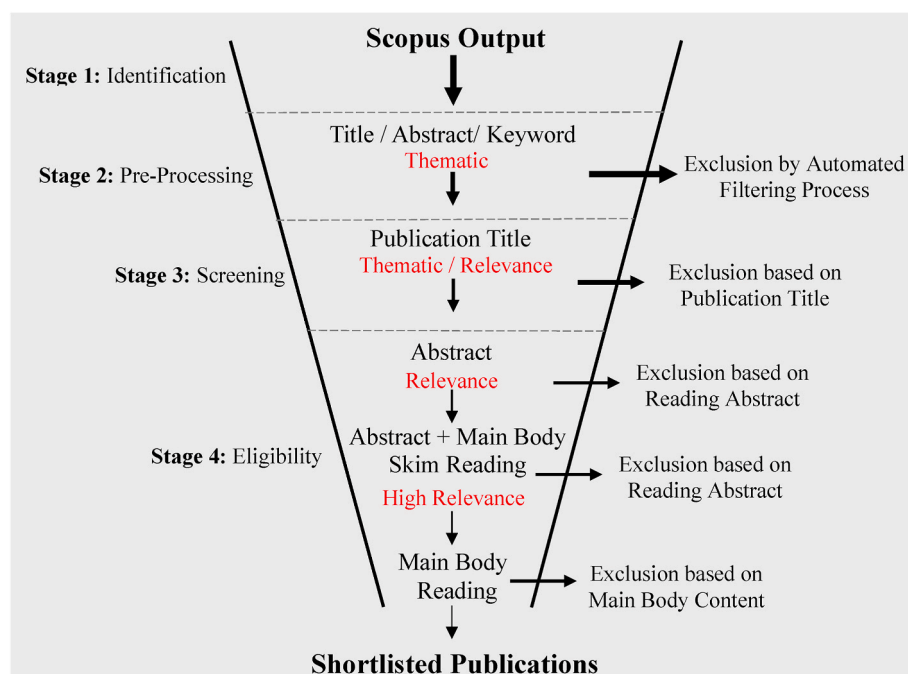 Scopus Output
Stage 1: Identification
Title / Abstract/ Keyword
Thematic
Stage 2: Pre-Processing
Exclusion by Automated
Filtering Process
Publication Title
Thematic / Relevance
Stage 3: Screening
Exclusion based on
Publication Title
Abstract
Relevance
Exclusion based on
Reading Abstract
Stage 4: Eligibility
Abstract + Main Body
Skim Reading
High Relevance
Exclusion based on
Reading Abstract
Main Body
Reading
Exclusion based on
Main Body Content
Shortlisted Publications